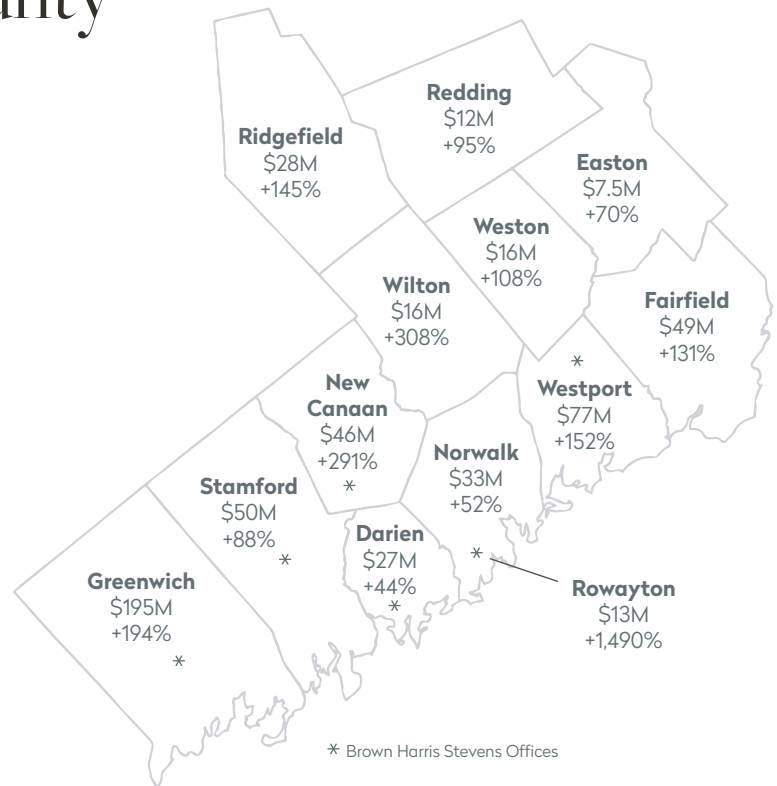 Redding
$12M
+95%
Ridgefield
$28M
+145%
Easton
$7.5M
+70%
Weston
$16M
+108%
Wilton
$16M
+308%
Fairfield
$49M
+131%
*
Westport
$77M
+152%
New
Canaan
$46M
+291%
*
Norwalk
$33M
+52%
*
Stamford
$50M
+88%
*
Darien
$27M
+44%
*
Greenwich
$195M
+194%
*
Rowayton
$13M
+1,490%
* Brown Harris Stevens Offices